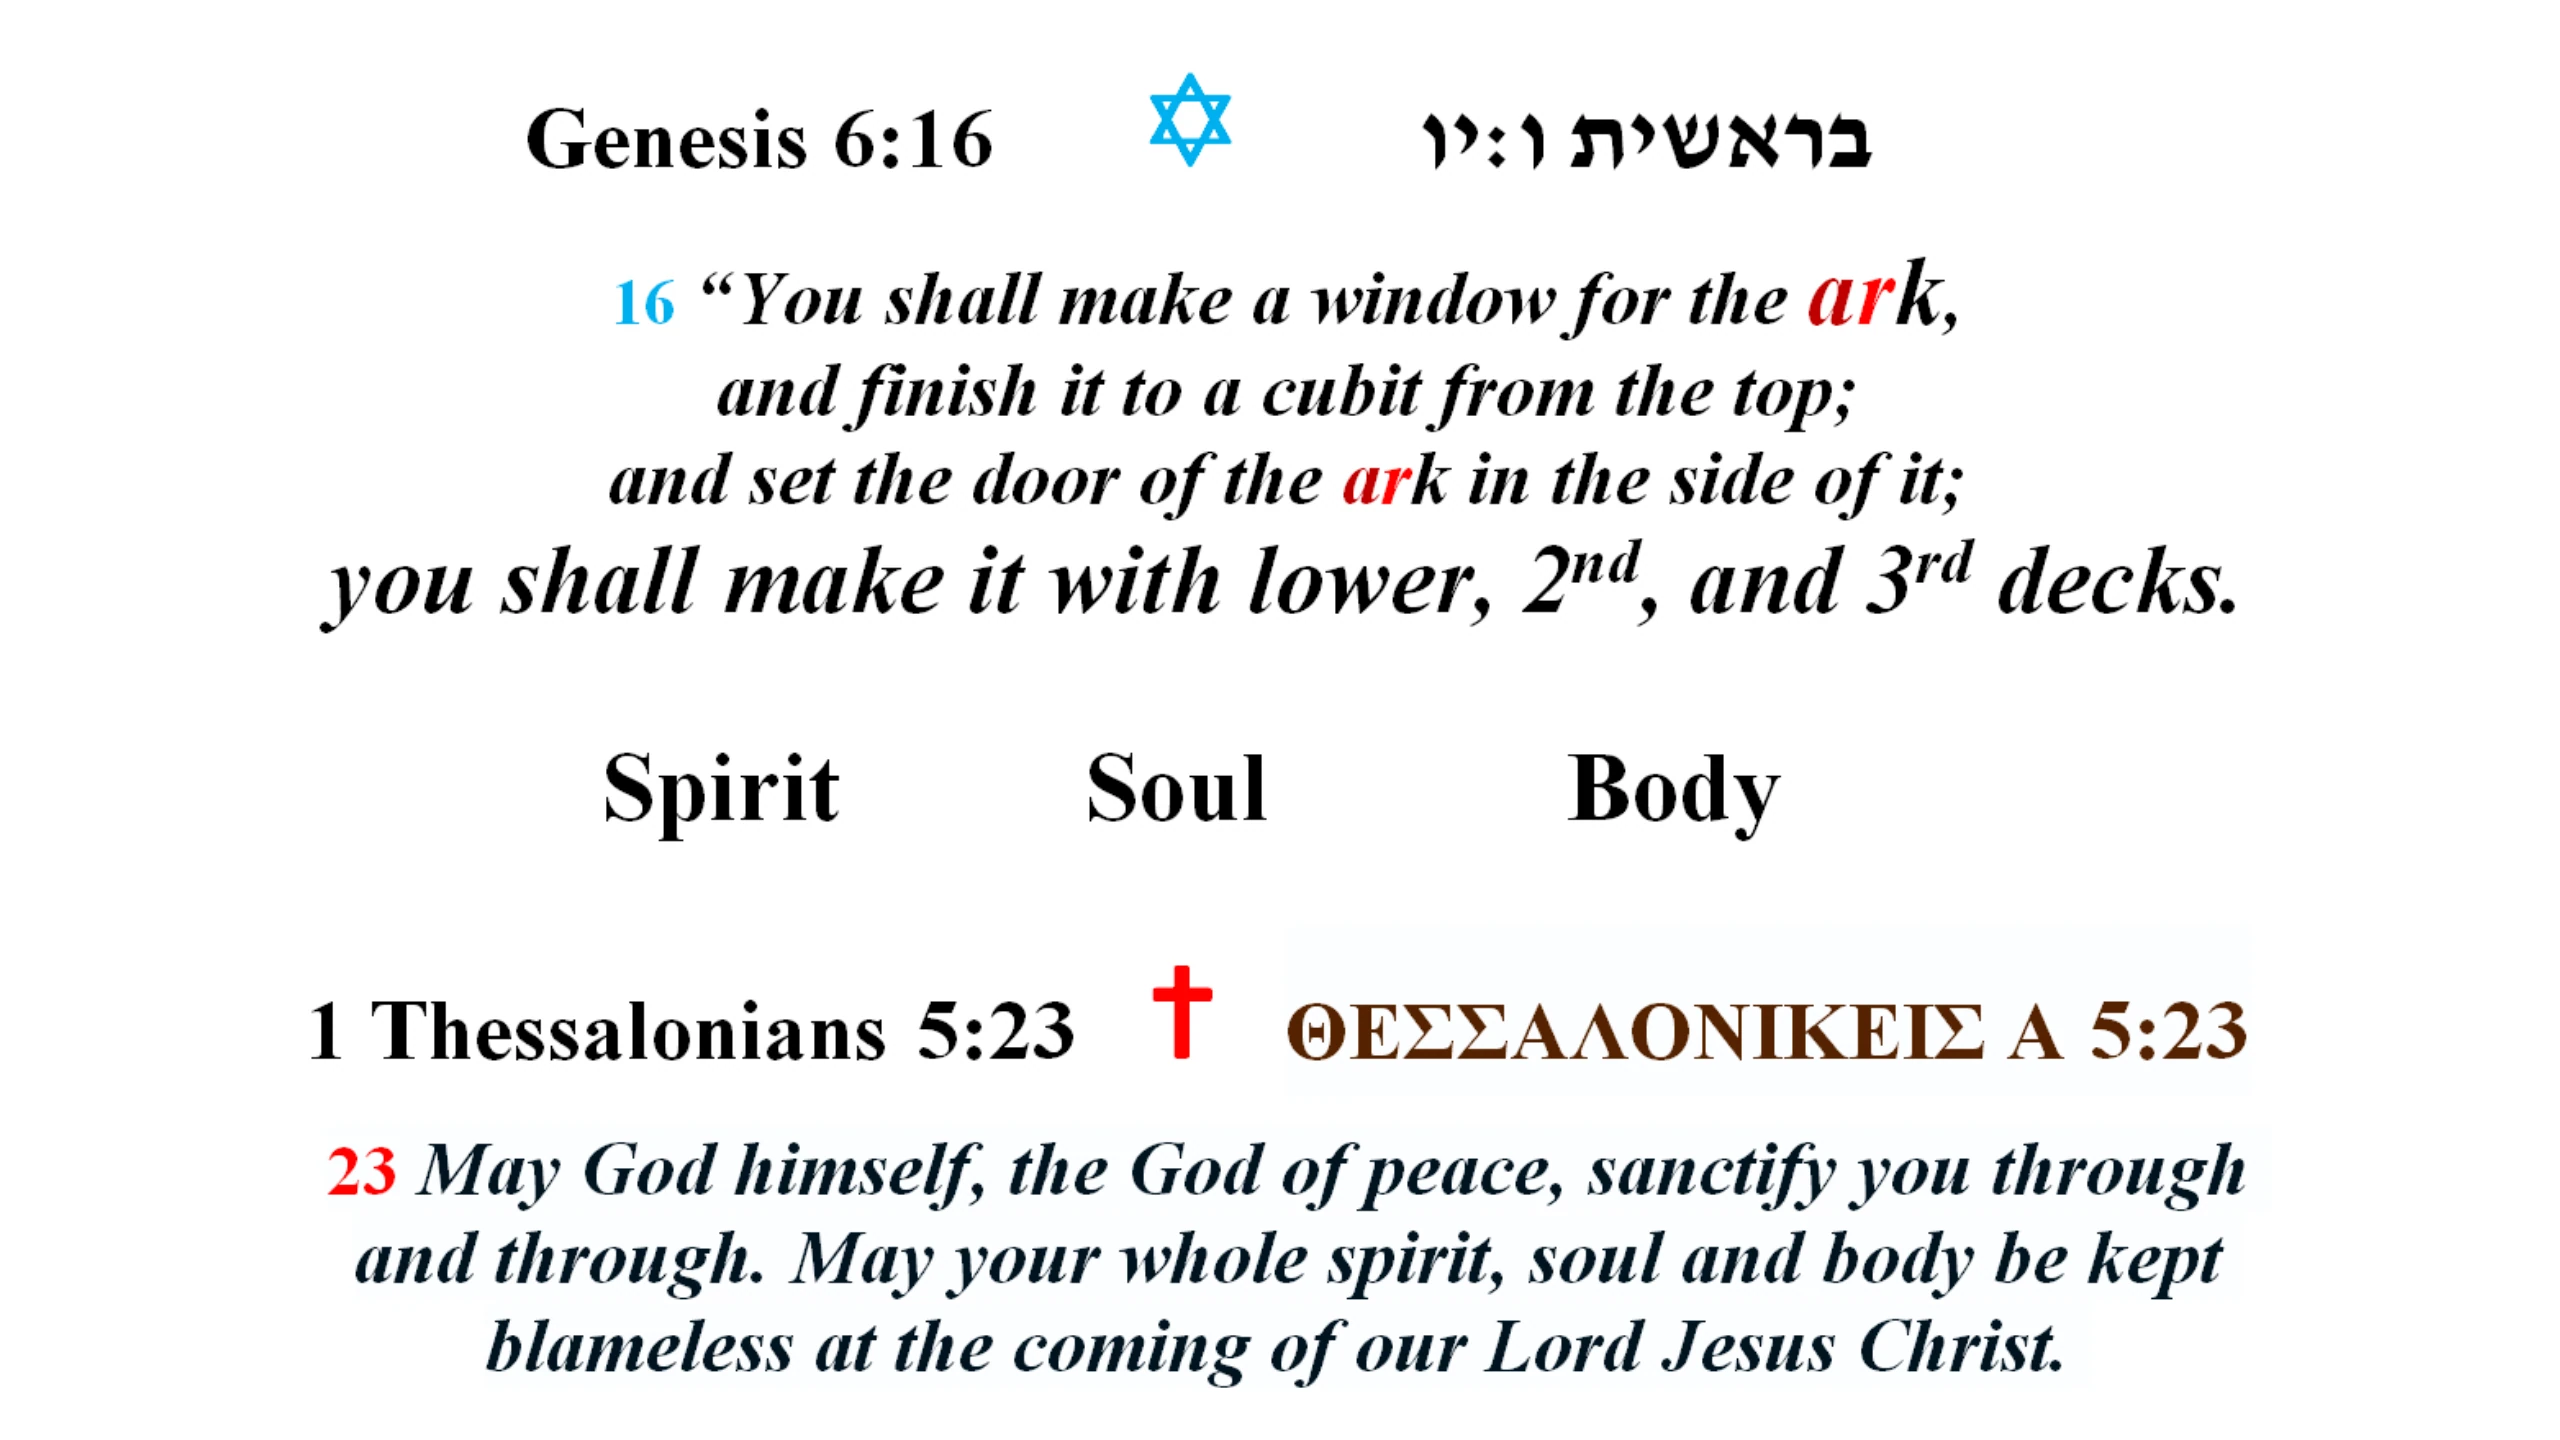 Genesis 6:16 ✡ בראשית ו:יו
16 “You shall make a window for the ark,
and finish it to a cubit from the top;
and set the door of the ark in the side of it;
you shall make it with lower, 2nd, and 3rd decks.
Spirit Soul Body
1 Thessalonians 5:23 ✝ ΘΕΣΣΑΛΟΝΙΚΕΙΣ Α 5:23
23 May God himself, the God of peace, sanctify you through
and through. May your whole spirit, soul and body be kept
blameless at the coming of our Lord Jesus Christ.